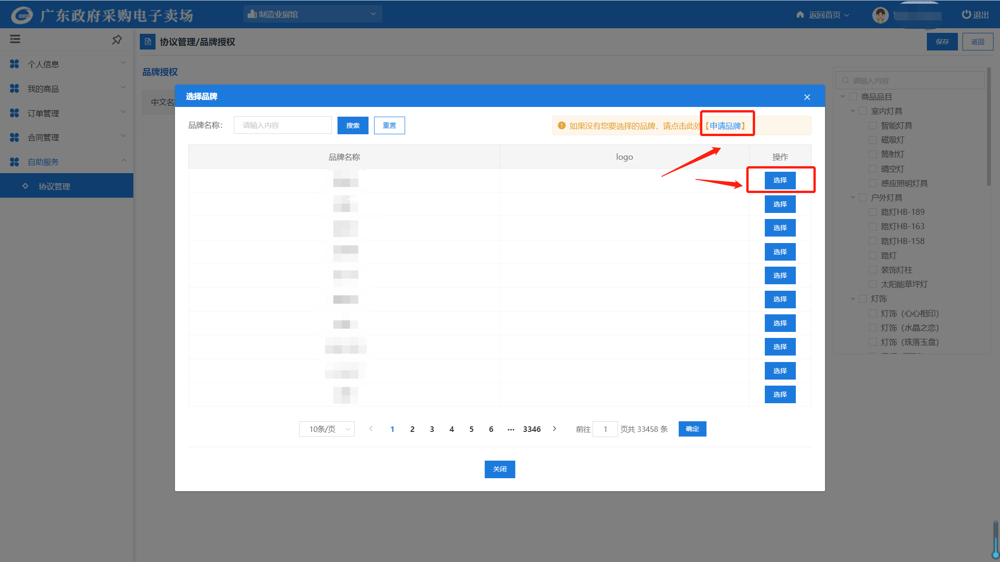 广东政府采购电子卖场
制造业展馆
返回首页
退出
协议管理/品牌授权
保存
返回
个人信息
我的商品
订单管理
合同管理
自助服务
协议管理
品牌授权
中文名
选择品牌
品牌名称：
请输入内容
搜索
重置
如果没有您要选择的品牌，请点击此处【申请品牌】
品牌名称
logo
操作
选择
选择
选择
选择
选择
选择
选择
选择
选择
选择
10条/页
1
2
3
4
5
6
...
3346
前往 1 页共 33458 条
确定
关闭
请输入内容
商品品目
室内灯具
智能灯具
磁吸灯
筒射灯
晴空灯
感应照明灯具
户外灯具
路灯HB-189
路灯HB-163
路灯HB-158
路灯
装饰灯柱
太阳能草坪灯
灯饰
灯饰（心心相印）
灯饰（水晶之恋）
灯饰（珠落玉盘）